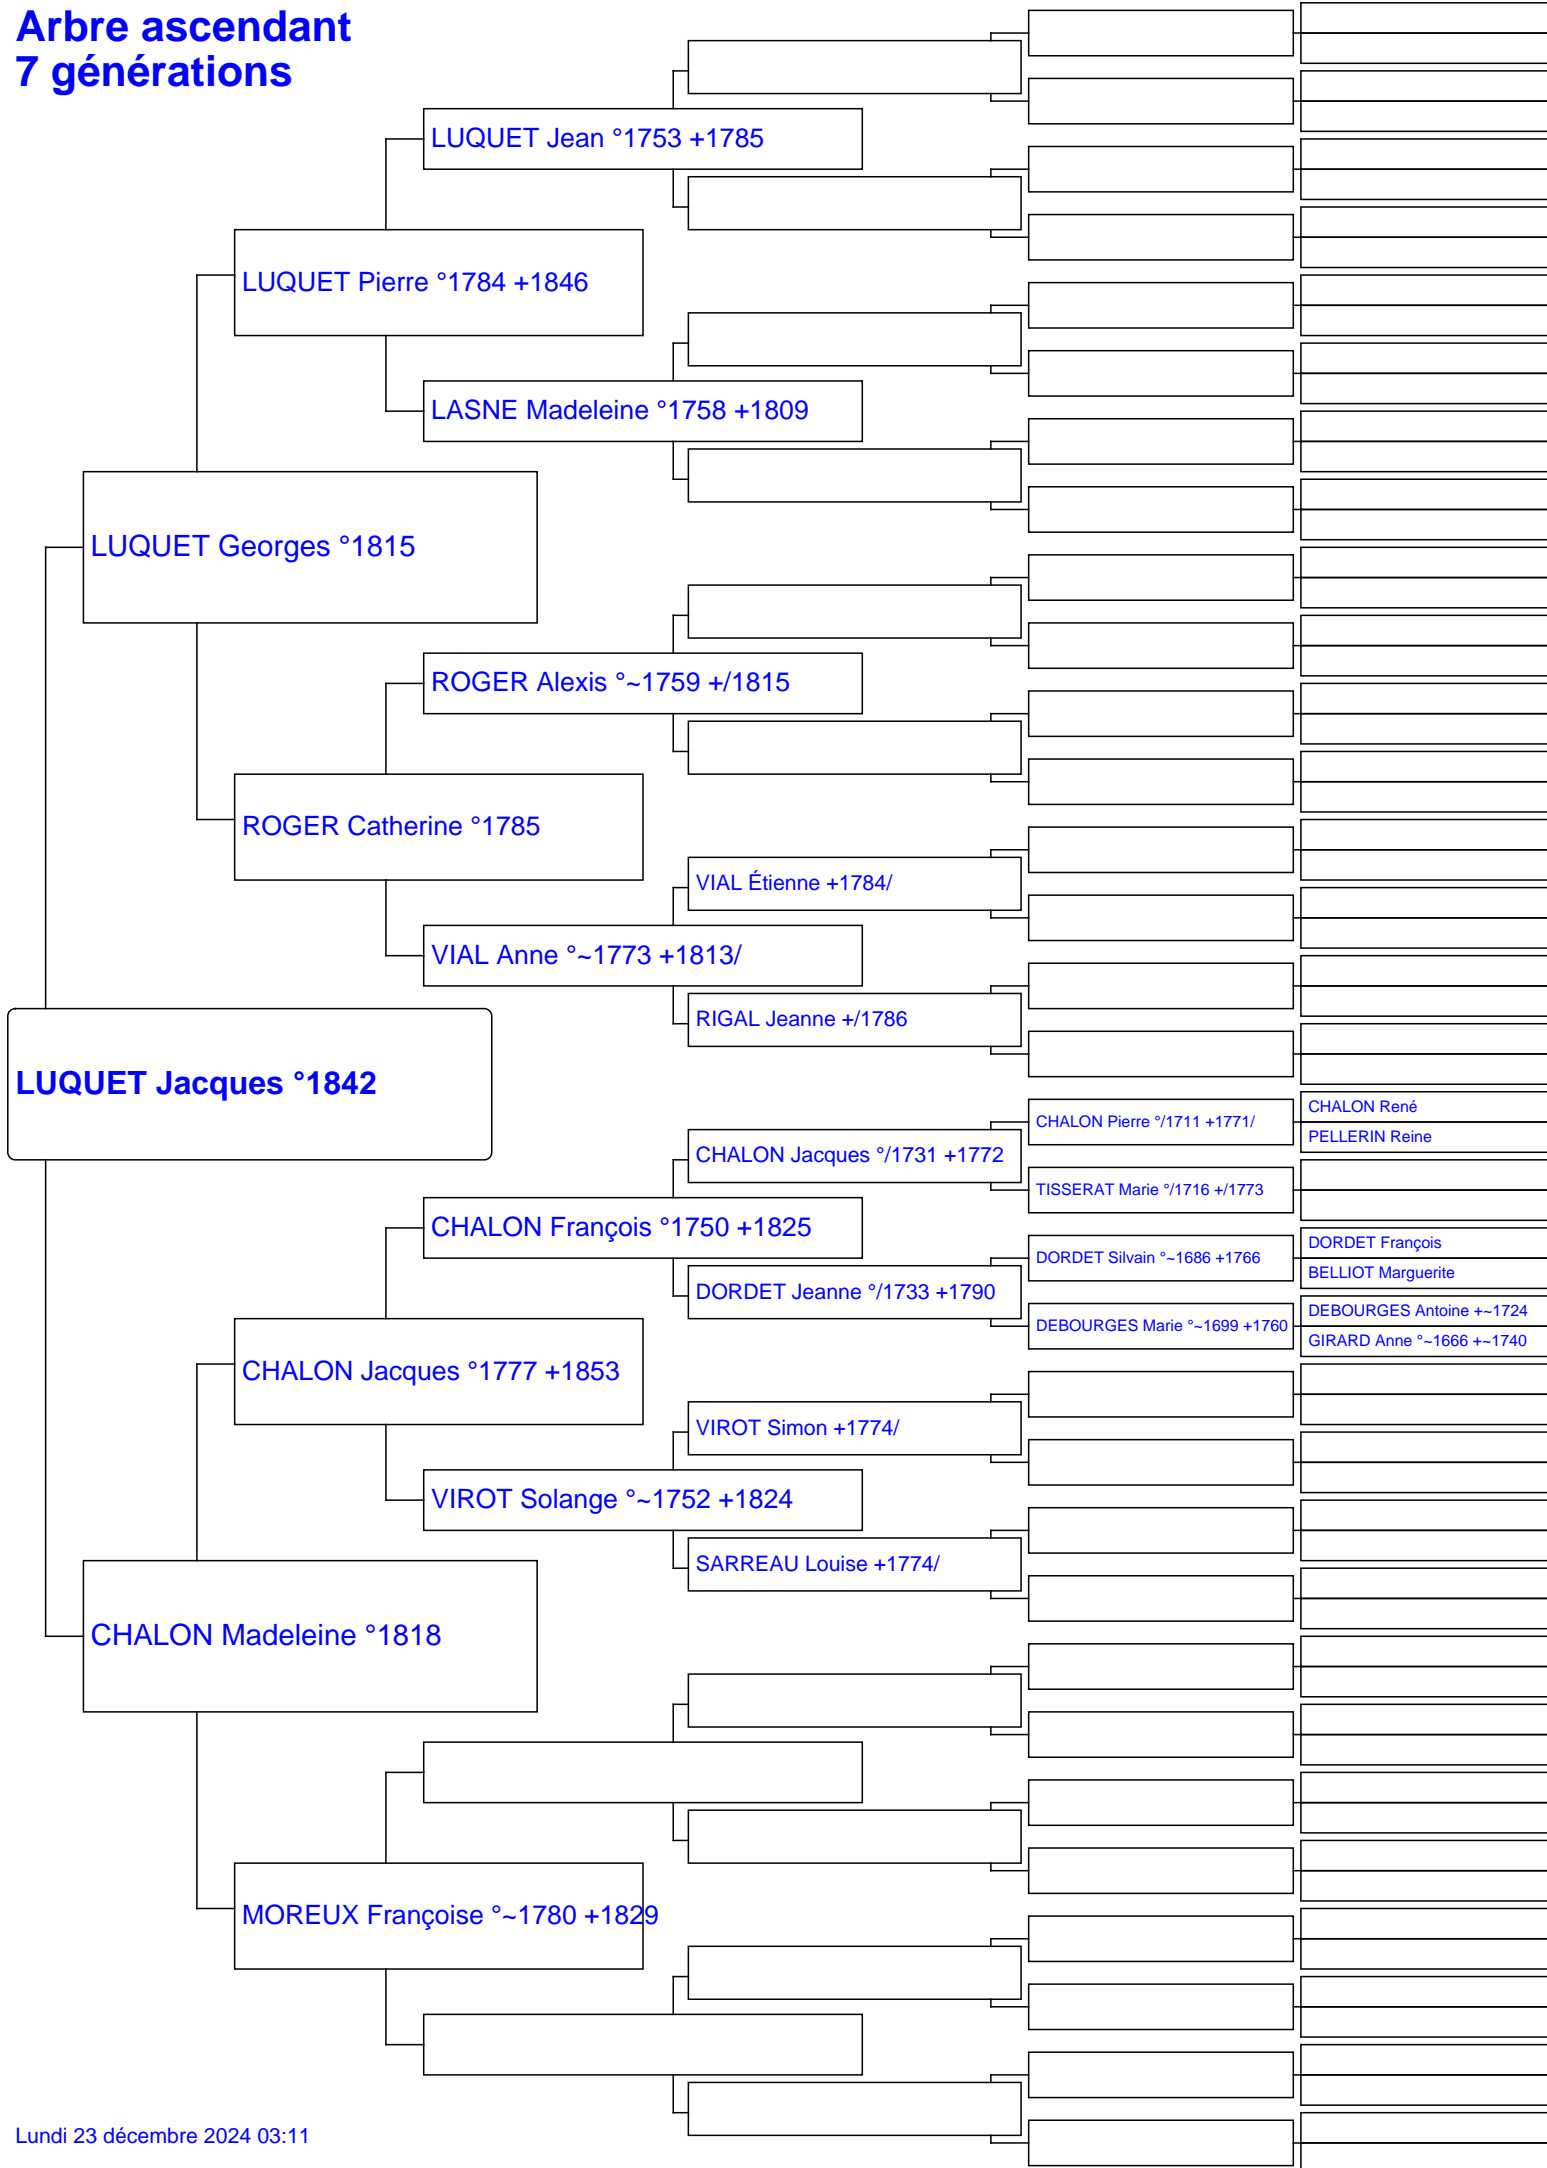 Arbre ascendant
7 générations
LUQUET Jean °1753 +1785
LUQUET Pierre °1784 +1846
LASNE Madeleine °1758 +1809
LUQUET Georges °1815
ROGER Alexis °~1759 +/1815
ROGER Catherine °1785
VIAL Étienne +1784/
VIAL Anne °~1773 +1813/
RIGAL Jeanne +/1786
LUQUET Jacques °1842
CHALON René
CHALON Pierre °/1711 +1771/
PELLERIN Reine
CHALON Jacques °/1731 +1772
TISSERAT Marie °/1716 +/1773
CHALON François °1750 +1825
DORDET François
DORDET Silvain °~1686 +1766
BELLIOT Marguerite
DORDET Jeanne °/1733 +1790
DEBOURGES Antoine +~1724
DEBOURGES Marie °~1699 +1760
GIRARD Anne °~1666 +~1740
CHALON Jacques °1777 +1853
VIROT Simon +1774/
VIROT Solange °~1752 +1824
SARREAU Louise +1774/
CHALON Madeleine °1818
MOREUX Françoise °~1780 +1829
Lundi 23 décembre 2024 03:11